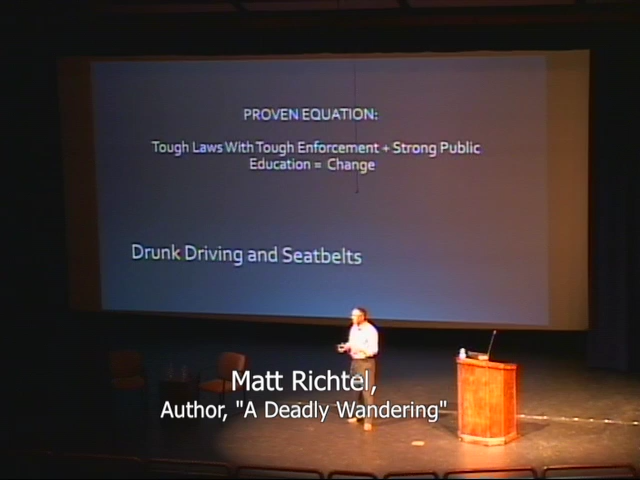 PROVEN EQUATION:
Tough Laws With Tough Enforcement + Strong Public
Education = Change
Drunk Driving and Seatbelts
Matt Richtel,
Author, "A Deadly Wandering"